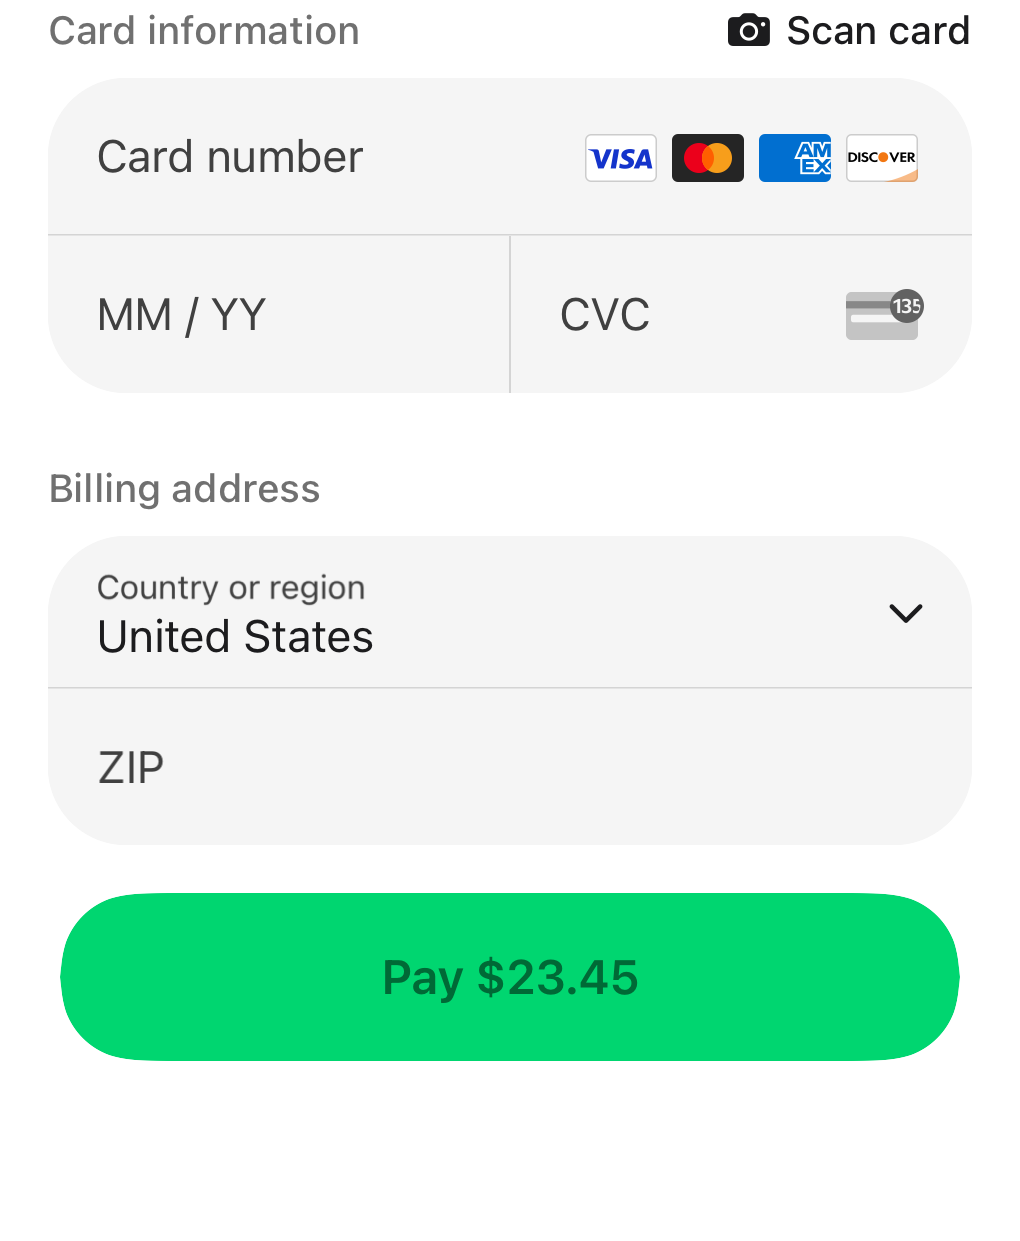 Card information
Scan card
Card number
VISA
AM
EX
DISCOVER
MM / YY
CVC
135
Billing address
Country or region
United States
ZIP
Pay $23.45